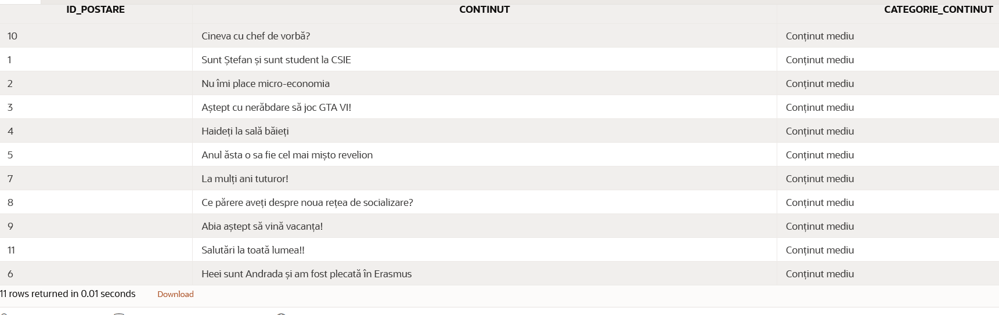 ID_POSTARE CONTINUT CATEGORIE_CONTINUT
10 Cineva cu chef de vorbă? Conținut mediu
1 Sunt Ștefan și sunt student la CSIE Conținut mediu
2 Nu îmi place micro-economia Conținut mediu
3 Aștept cu nerăbdare să joc GTA VI! Conținut mediu
4 Haideți la sală băieți Conținut mediu
5 Anul ăsta o sa fie cel mai mișto revelion Conținut mediu
7 La mulți ani tuturor! Conținut mediu
8 Ce părere aveți despre noua rețea de socializare? Conținut mediu
9 Abia aștept să vină vacanța! Conținut mediu
11 Salutări la toată lumea!! Conținut mediu
6 Heei sunt Andrada și am fost plecată în Erasmus Conținut mediu
11 rows returned in 0.01 seconds Download